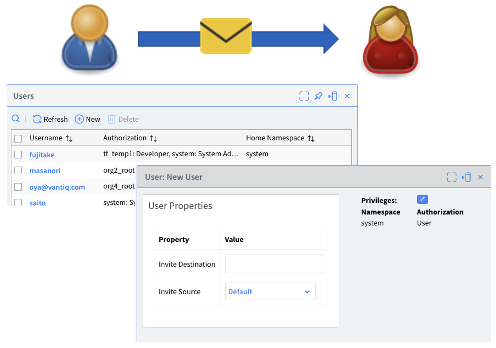 Users
Refresh New Delete
Username Authorization Home Namespace
fujitake tf_temp1: Developer, system: System Ad... system
masanori org2_root
oya@vantiq.com org4_root
saito system: Sy
User: New User
User Properties
Property Value
Invite Destination
Invite Source Default
Privileges:
Namespace Authorization
system User